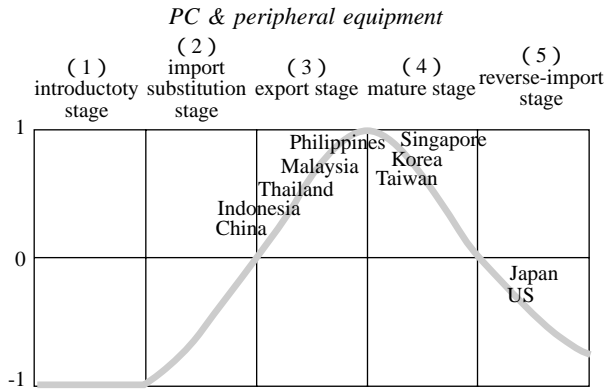 PC & peripheral equipment
(1)
introductoty
stage
(2)
import
substitution
stage
(3)
export stage
(4)
mature stage
(5)
reverse-import
stage
1
Philippines
Singapore
Malaysia
Korea
Taiwan
Thailand
Indonesia
China
0
Japan
US
-1